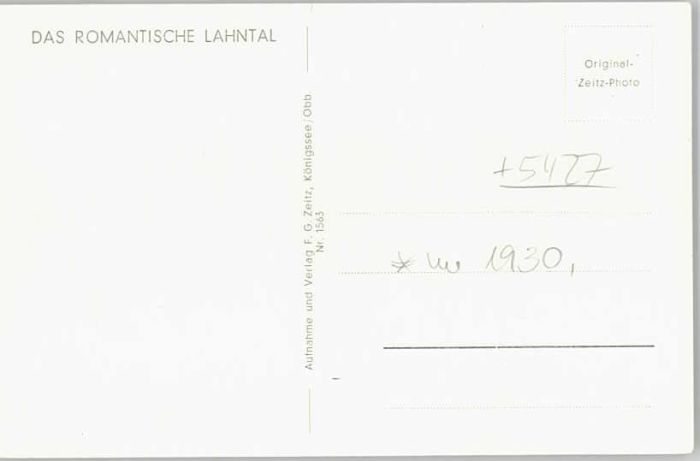 DAS ROMANTISCHE LAHNTAL
Aufnahme und Verlag F. G. Zeitz, Königssee/Obb
Nr. 1563
Original-
Zeitz-Photo
+5427
* 1930,